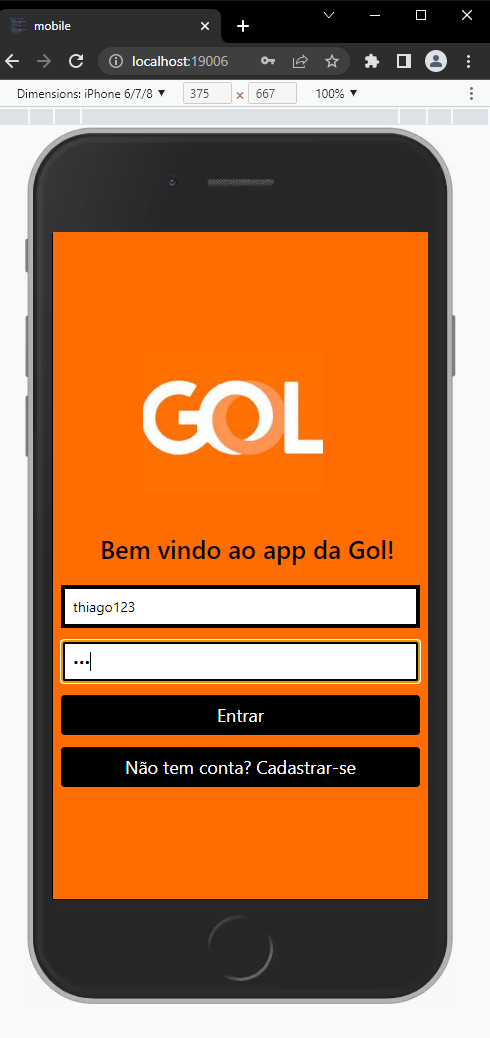 mobile
localhost:19006
Dimensions: iPhone 6/7/8 ▼ 375 × 667 100% ▼
GOL
Bem vindo ao app da Gol!
thiago123
•••
Entrar
Não tem conta? Cadastrar-se